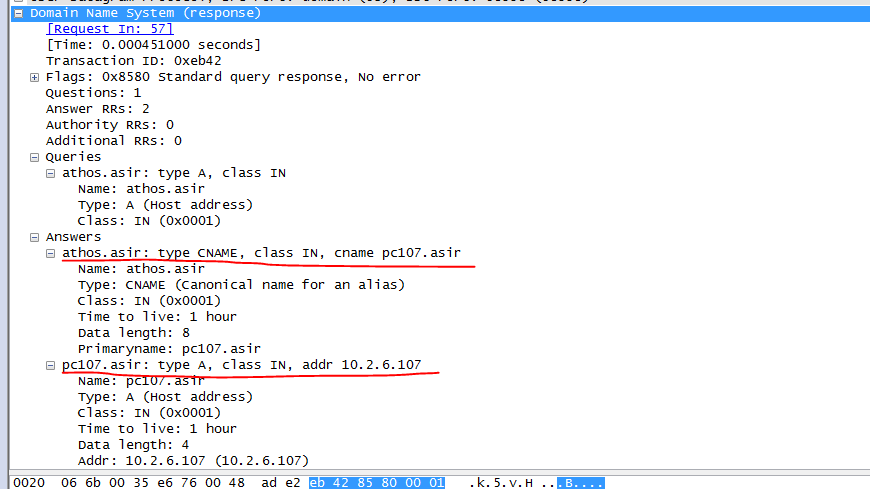 Domain Name System (response)
[Request In: 57]
[Time: 0.000451000 seconds]
Transaction ID: 0xeb42
Flags: 0x8580 Standard query response, No error
Questions: 1
Answer RRs: 2
Authority RRs: 0
Additional RRs: 0
Queries
athos.asir: type A, class IN
Name: athos.asir
Type: A (Host address)
Class: IN (0x0001)
Answers
athos.asir: type CNAME, class IN, cname pc107.asir
Name: athos.asir
Type: CNAME (Canonical name for an alias)
Class: IN (0x0001)
Time to live: 1 hour
Data length: 8
Primaryname: pc107.asir
pc107.asir: type A, class IN, addr 10.2.6.107
Name: pc107.asir
Type: A (Host address)
Class: IN (0x0001)
Time to live: 1 hour
Data length: 4
Addr: 10.2.6.107 (10.2.6.107)
0020 06 6b 00 35 e6 76 00 48 ad e2 eb 42 85 80 00 01 .k.5.v.H ...B....